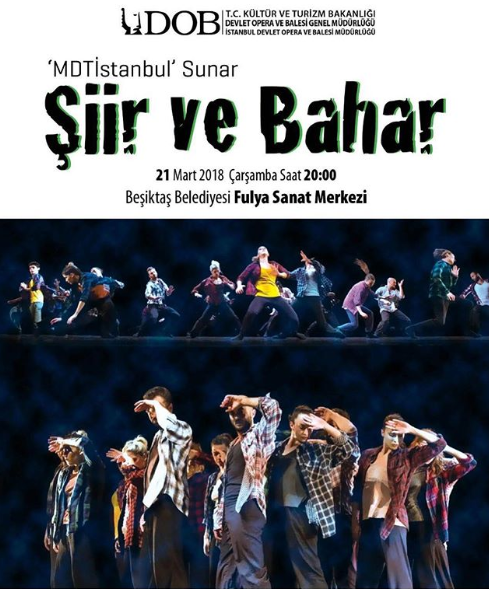 DOB
T.C. KÜLTÜR VE TURİZM BAKANLIĞI
DEVLET OPERA VE BALESİ GENEL MÜDÜRLÜĞÜ
İSTANBUL DEVLET OPERA VE BALESİ MÜDÜRLÜĞÜ
'MDTİstanbul' Sunar
Şiir ve Bahar
21 Mart 2018 Çarşamba Saat 20:00
Beşiktaş Belediyesi Fulya Sanat Merkezi